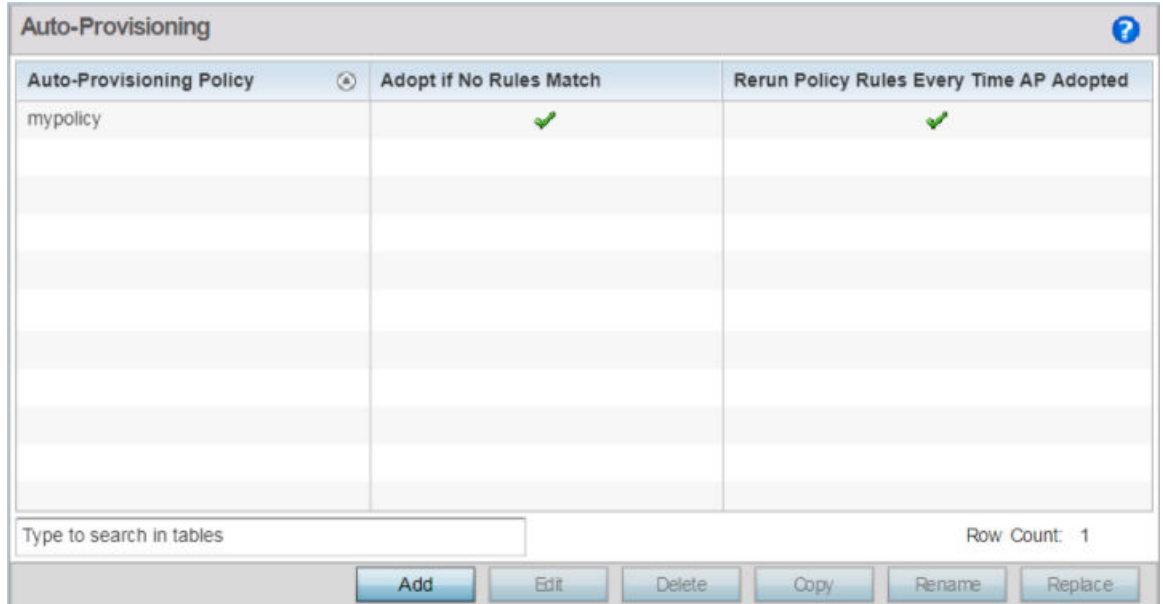 Auto-Provisioning
Auto-Provisioning Policy Adopt if No Rules Match Rerun Policy Rules Every Time AP Adopted
mypolicy
Type to search in tables Row Count: 1
Add Edit Delete Copy Rename Replace